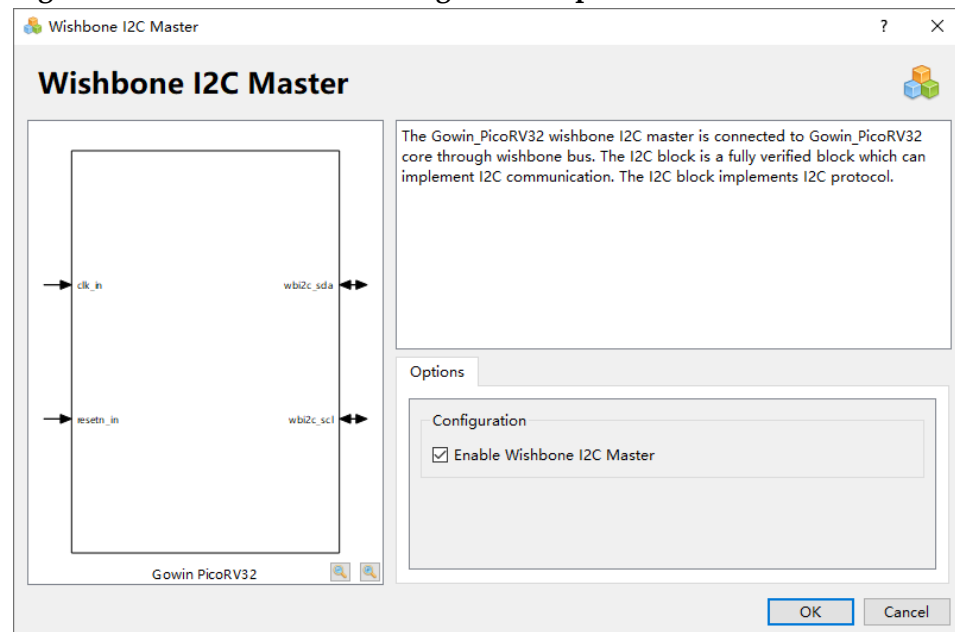 Wishbone I2C Master
? ×
Wishbone I2C Master
The Gowin_PicoRV32 wishbone I2C master is connected to Gowin_PicoRV32
core through wishbone bus. The I2C block is a fully verified block which can
implement I2C communication. The I2C block implements I2C protocol.
clk_in
wbi2c_sda
resetn_in
wbi2c_scl
Gowin PicoRV32
Options
Configuration
Enable Wishbone I2C Master
OK
Cancel